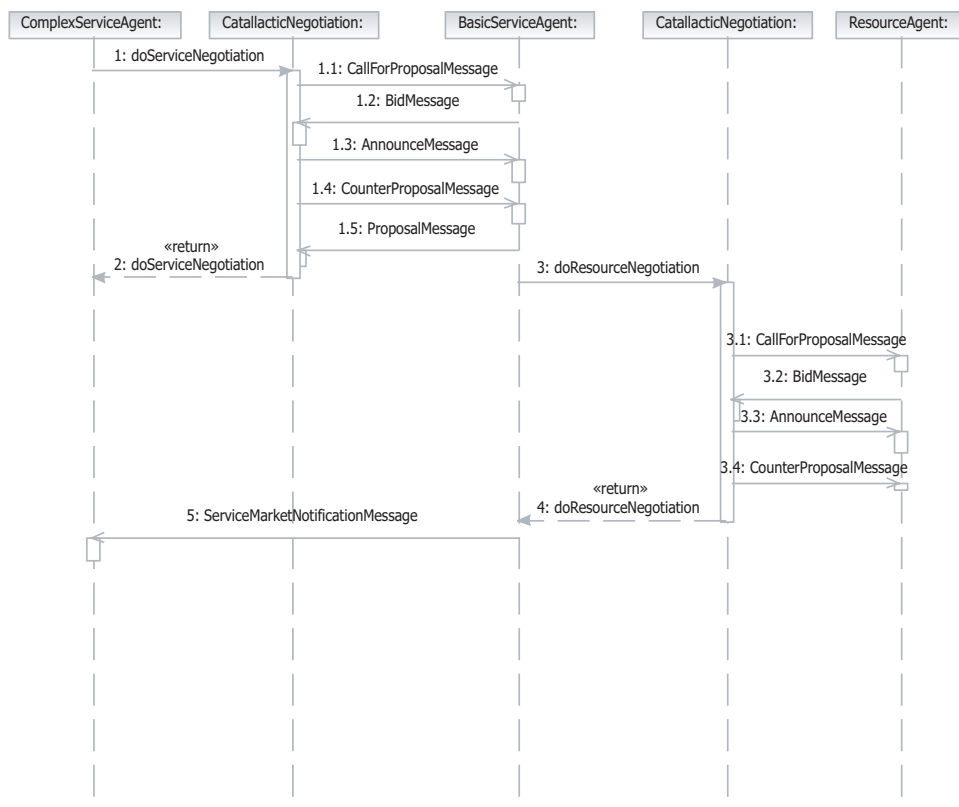 ComplexServiceAgent:
CatallacticNegotiation:
BasicServiceAgent:
CatallacticNegotiation:
ResourceAgent:
1: doServiceNegotiation
1.1: CallForProposalMessage
1.2: BidMessage
1.3: AnnounceMessage
1.4: CounterProposalMessage
1.5: ProposalMessage
«return»
2: doServiceNegotiation
3: doResourceNegotiation
3.1: CallForProposalMessage
3.2: BidMessage
3.3: AnnounceMessage
3.4: CounterProposalMessage
«return»
4: doResourceNegotiation
5: ServiceMarketNotificationMessage